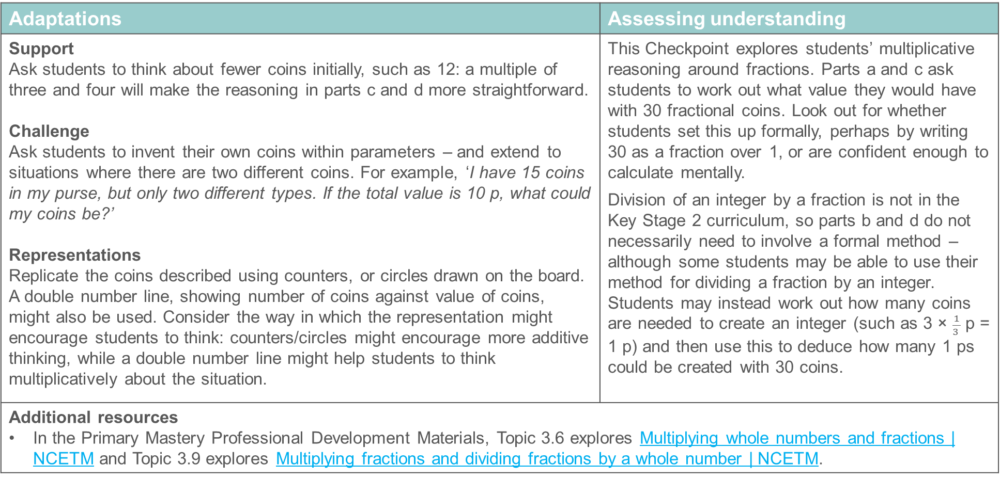 Adaptations
Support
Ask students to think about fewer coins initially, such as 12: a multiple of
three and four will make the reasoning in parts c and d more straightforward.
Challenge
Ask students to invent their own coins within parameters – and extend to
situations where there are two different coins. For example, ‘I have 15 coins
in my purse, but only two different types. If the total value is 10 p, what could
my coins be?’
Representations
Replicate the coins described using counters, or circles drawn on the board.
A double number line, showing number of coins against value of coins,
might also be used. Consider the way in which the representation might
encourage students to think: counters/circles might encourage more additive
thinking, while a double number line might help students to think
multiplicatively about the situation.
Assessing understanding
This Checkpoint explores students’ multiplicative
reasoning around fractions. Parts a and c ask
students to work out what value they would have
with 30 fractional coins. Look out for whether
students set this up formally, perhaps by writing
30 as a fraction over 1, or are confident enough to
calculate mentally.
Division of an integer by a fraction is not in the
Key Stage 2 curriculum, so parts b and d do not
necessarily need to involve a formal method –
although some students may be able to use their
method for dividing a fraction by an integer.
Students may instead work out how many coins
are needed to create an integer (such as 3 × 1/3 p =
1 p) and then use this to deduce how many 1 ps
could be created with 30 coins.
Additional resources
• In the Primary Mastery Professional Development Materials, Topic 3.6 explores Multiplying whole numbers and fractions |
NCETM and Topic 3.9 explores Multiplying fractions and dividing fractions by a whole number | NCETM.